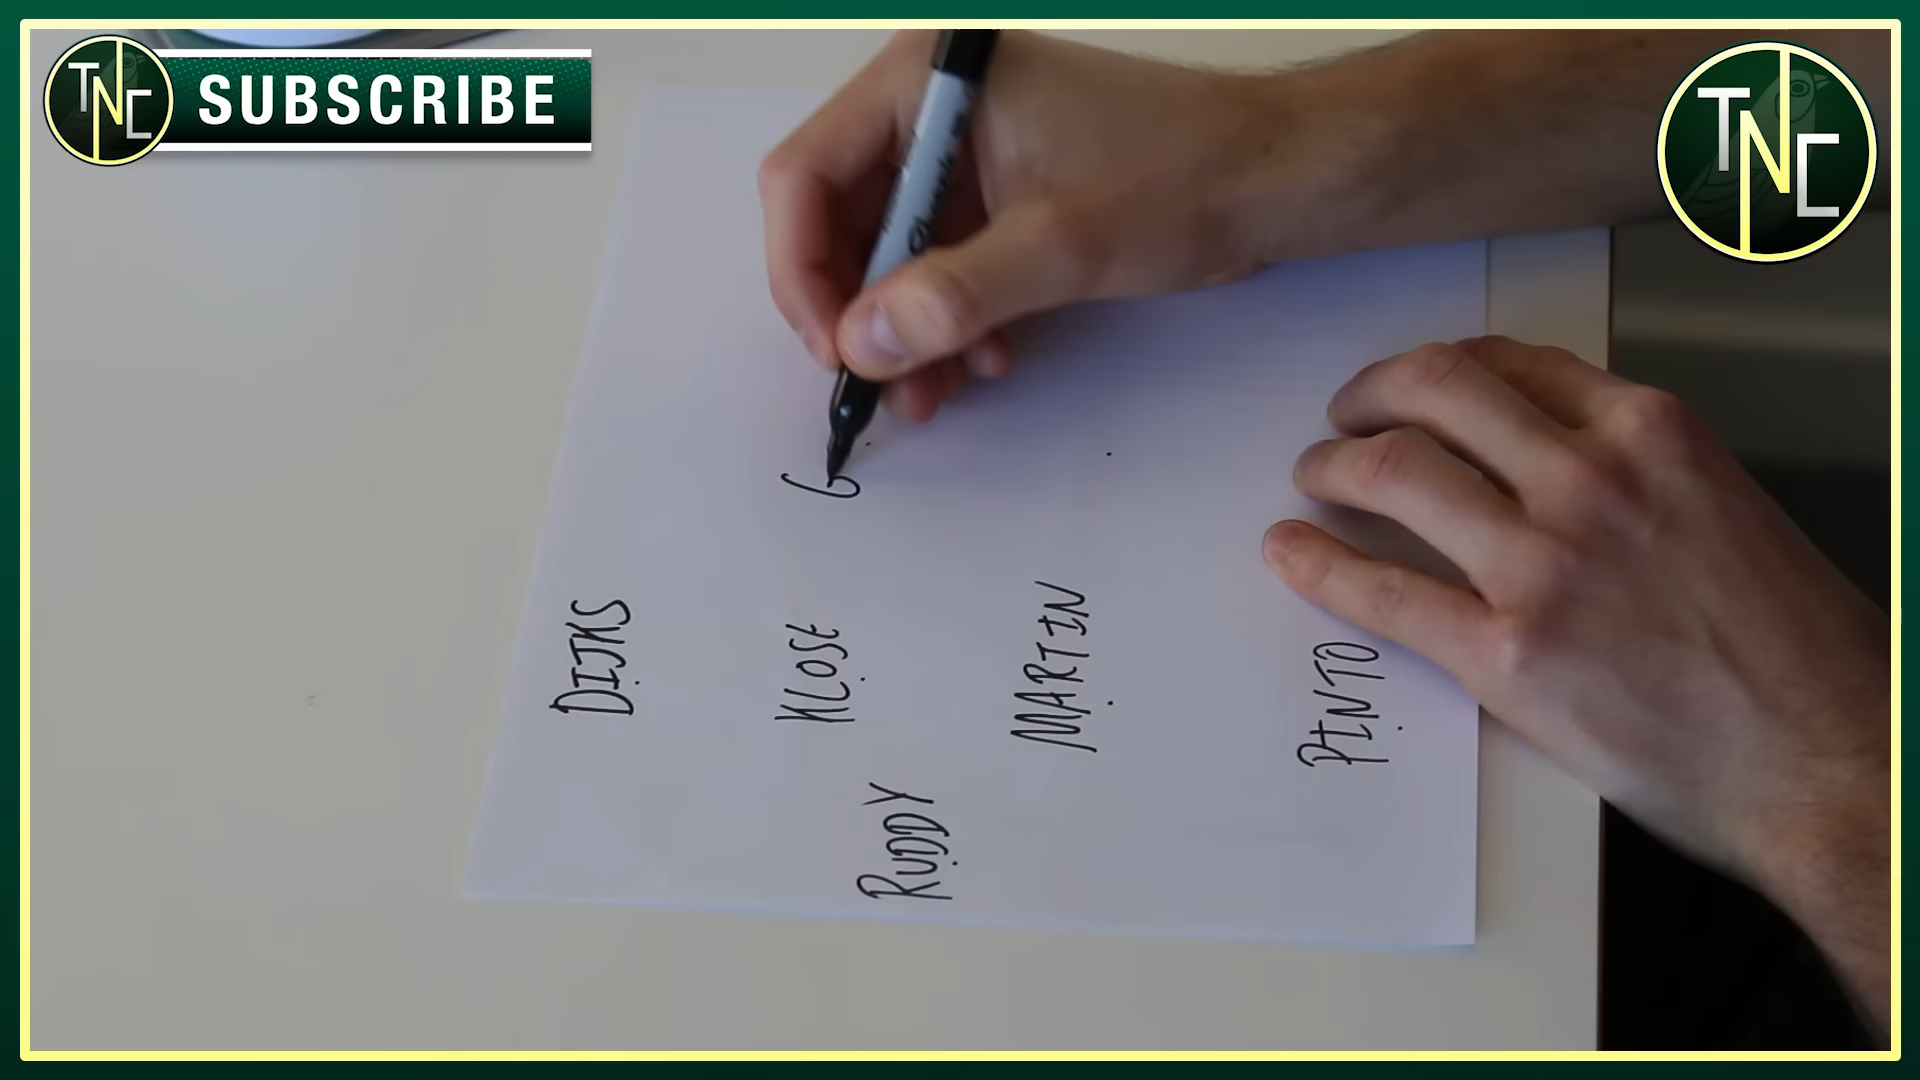 TNC SUBSCRIBE
TNC
DIJKS
KLOSE
RUDDY
MARTIN
PINTO